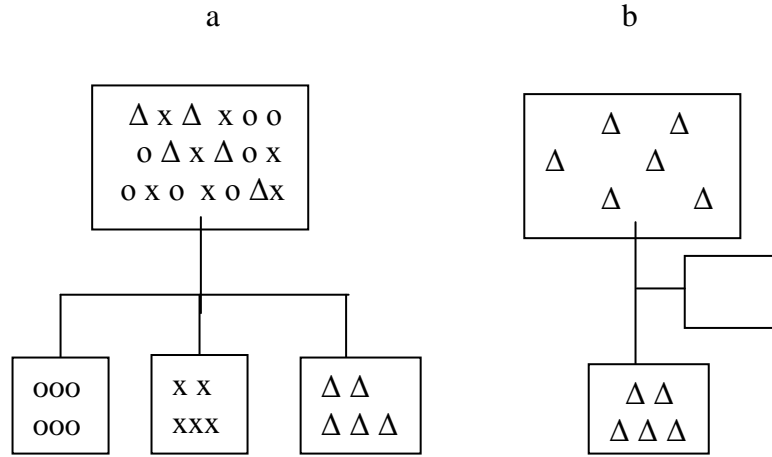 a
b
Δ x Δ x o o
o Δ x Δ o x
o x o x o Δx
Δ Δ
Δ Δ
Δ Δ
ooo
ooo
x x
xxx
Δ Δ
Δ Δ Δ
Δ Δ
Δ Δ Δ